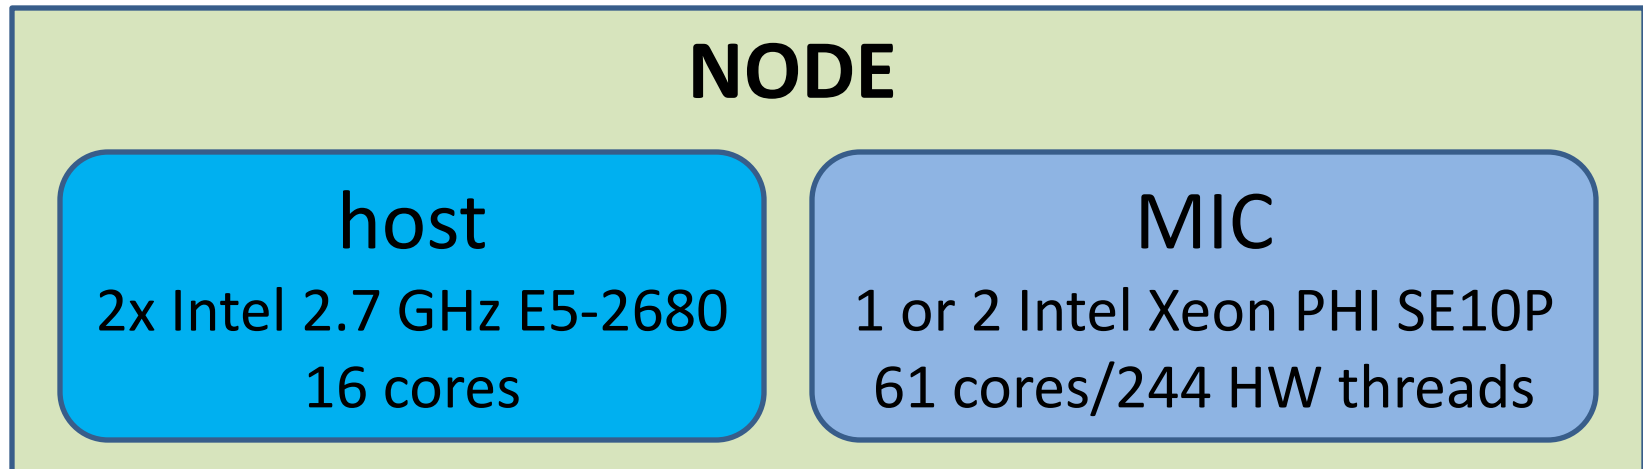 NODE
host
2x Intel 2.7 GHz E5-2680
16 cores
MIC
1 or 2 Intel Xeon PHI SE10P
61 cores/244 HW threads